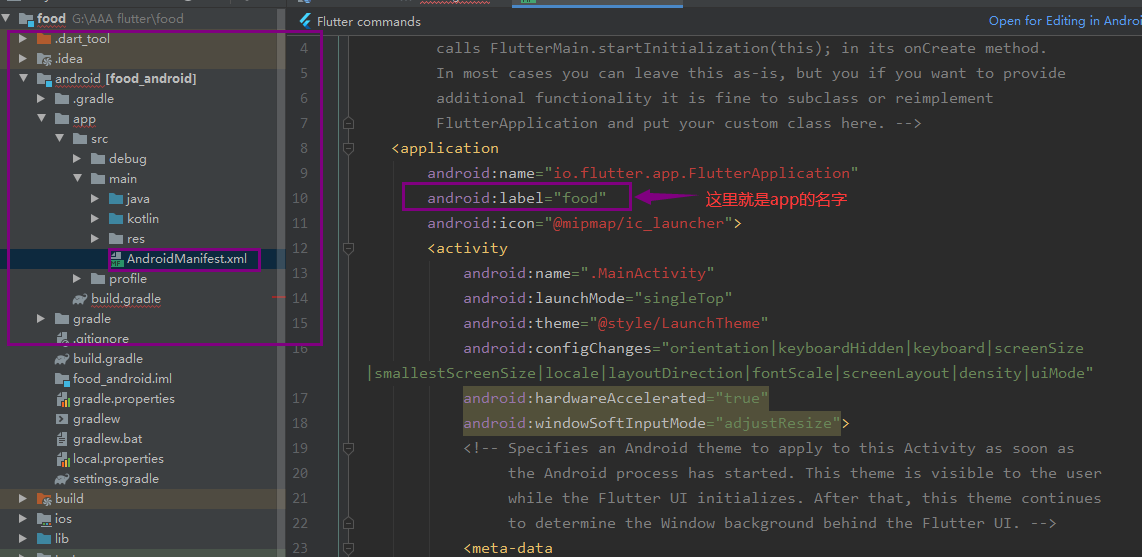 food G:\AAA flutter\food
.dart_tool
.idea
android [food_android]
.gradle
app
src
debug
main
java
kotlin
res
AndroidManifest.xml
profile
build.gradle
gradle
.gitignore
build.gradle
food_android.iml
gradle.properties
gradlew
gradlew.bat
local.properties
settings.gradle
build
ios
lib
Flutter commands
Open for Editing in Androi
4 calls FlutterMain.startInitialization(this); in its onCreate method.
5 In most cases you can leave this as-is, but you if you want to provide
6 additional functionality it is fine to subclass or reimplement
7 FlutterApplication and put your custom class here. -->
8 <application
9 android:name="io.flutter.app.FlutterApplication"
10 android:label="food" 这里就是app的名字
11 android:icon="@mipmap/ic_launcher">
12 <activity
13 android:name=".MainActivity"
14 android:launchMode="singleTop"
15 android:theme="@style/LaunchTheme"
16 android:configChanges="orientation|keyboardHidden|keyboard|screenSize
|smallestScreenSize|locale|layoutDirection|fontScale|screenLayout|density|uiMode"
17 android:hardwareAccelerated="true"
18 android:windowSoftInputMode="adjustResize">
19 <!-- Specifies an Android theme to apply to this Activity as soon as
20 the Android process has started. This theme is visible to the user
21 while the Flutter UI initializes. After that, this theme continues
22 to determine the Window background behind the Flutter UI. -->
23 <meta-data